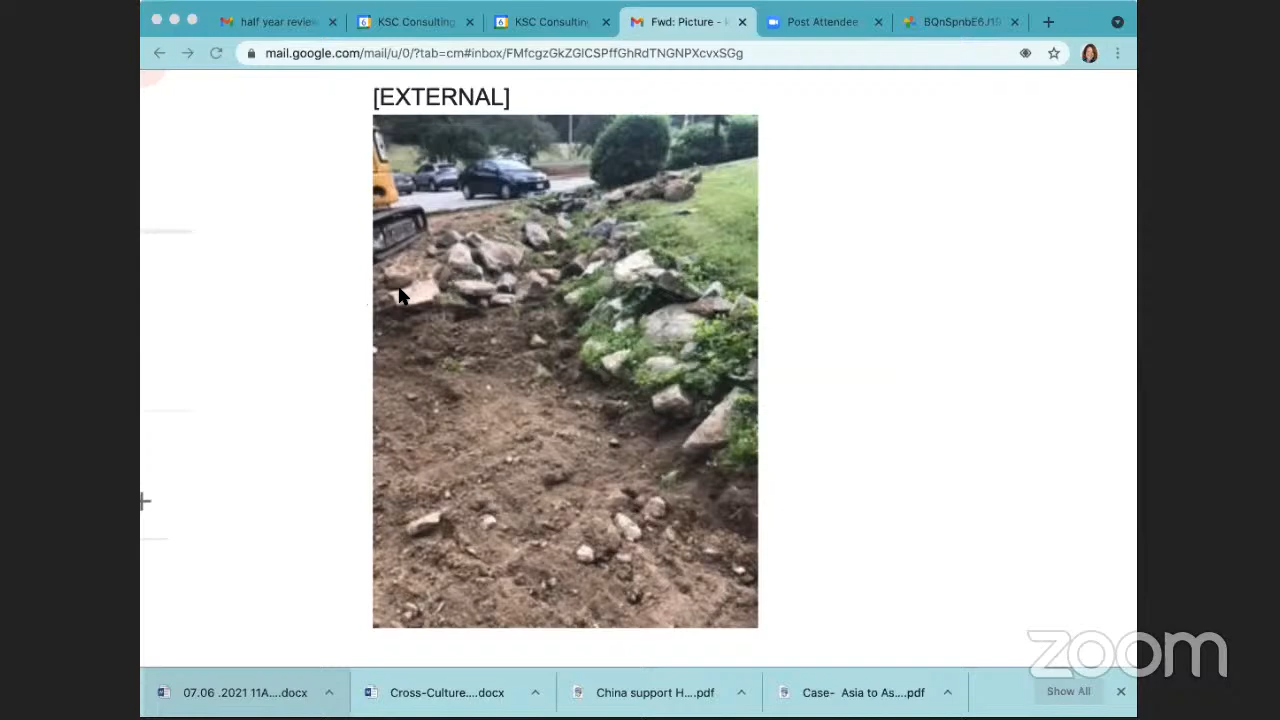 half year review
KSC Consulting
KSC Consulting
Fwd: Picture -
Post Attendee
BQnSpnbE6J19
mail.google.com/mail/u/0/?tab=cm#inbox/FMfcgzGkZGlCSPffGhRdTNGNPXcvxSGg
[EXTERNAL]
zoom
07.06 .2021 11A....docx
Cross-Culture....docx
China support H....pdf
Case- Asia to As....pdf
Show All